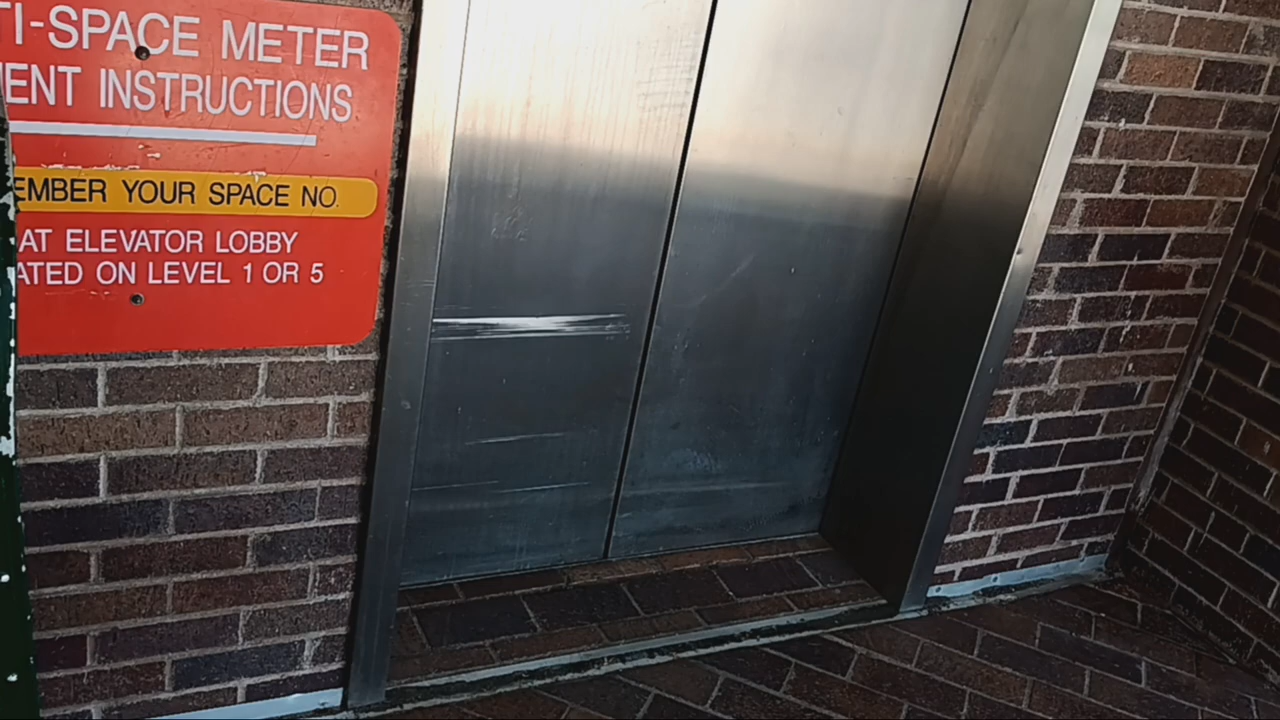 TI-SPACE METER
ENT INSTRUCTIONS
EMBER YOUR SPACE NO.
AT ELEVATOR LOBBY
ATED ON LEVEL 1 OR 5